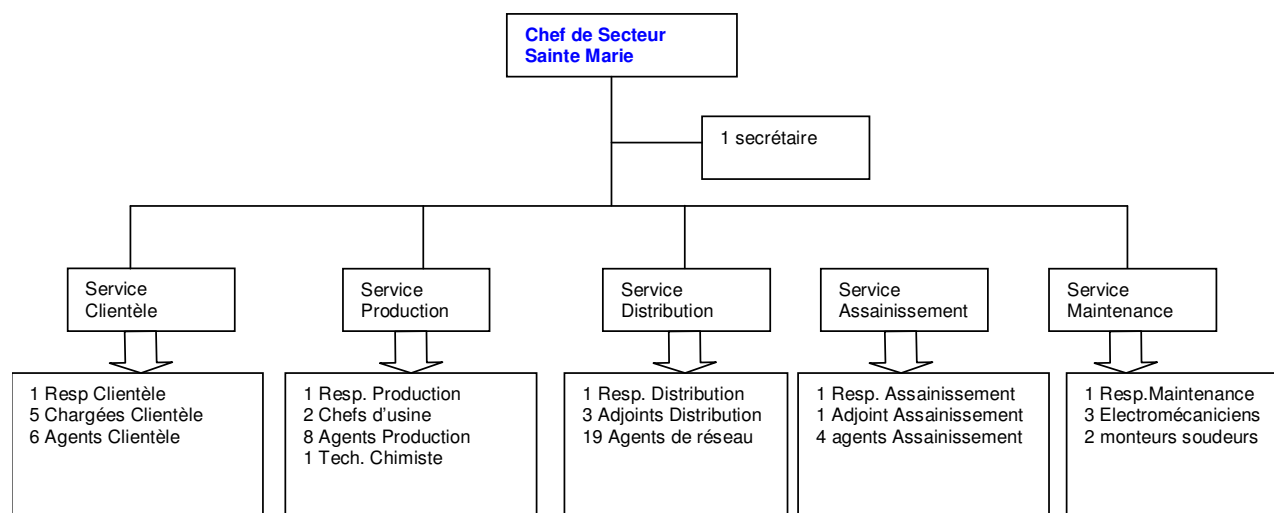 Chef de Secteur
Sainte Marie
1 secrétaire
Service
Clientèle
Service
Production
Service
Distribution
Service
Assainissement
Service
Maintenance
1 Resp Clientèle
5 Chargées Clientèle
6 Agents Clientèle
1 Resp. Production
2 Chefs d'usine
8 Agents Production
1 Tech. Chimiste
1 Resp. Distribution
3 Adjoints Distribution
19 Agents de réseau
1 Resp. Assainissement
1 Adjoint Assainissement
4 agents Assainissement
1 Resp.Maintenance
3 Electromécaniciens
2 monteurs soudeurs